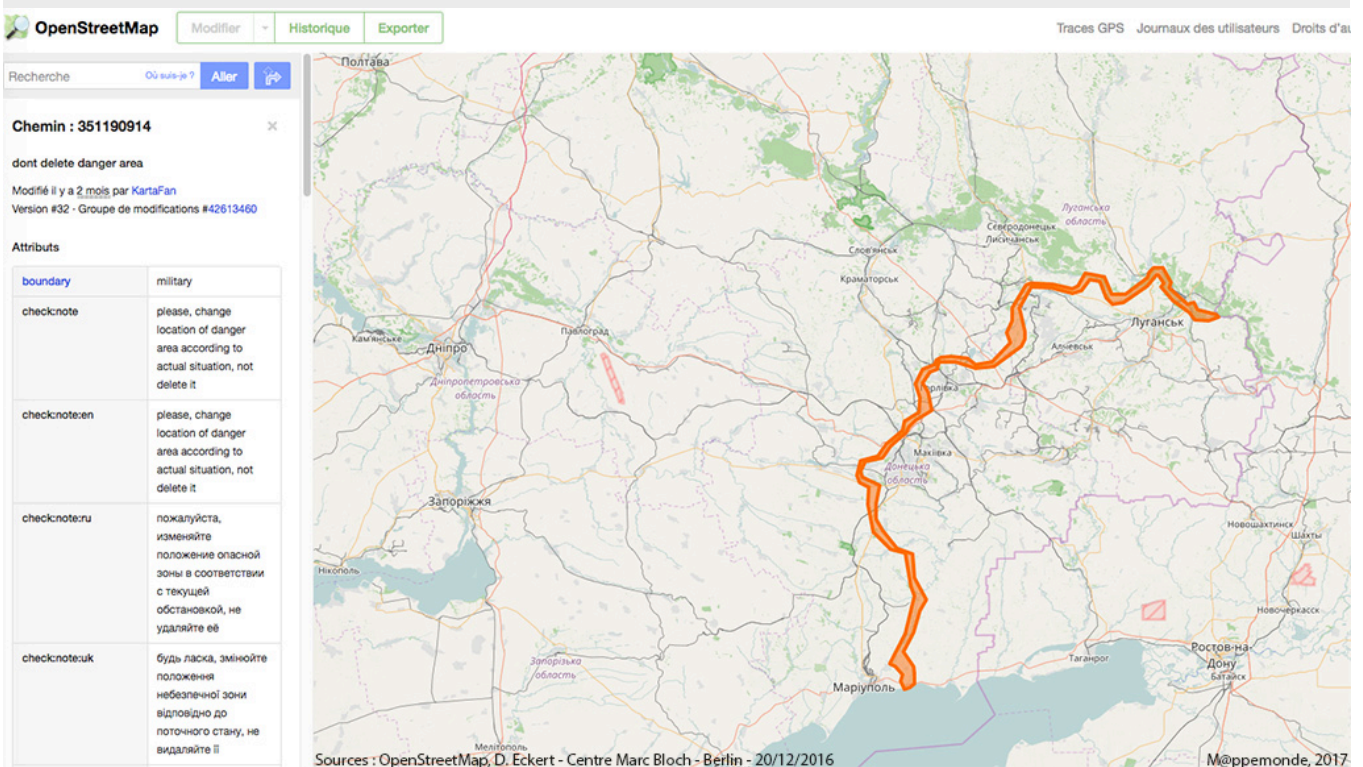 OpenStreetMap
Modifier
Historique
Exporter
Traces GPS Journaux des utilisateurs Droits d'au
Recherche
Où suis-je ?
Aller
Chemin : 351190914
×
dont delete danger area
Modifié il y a 2 mois par KartaFan
Version #32 - Groupe de modifications #42613460
Attributs
boundary
military
check:note
please, change
location of danger
area according to
actual situation, not
delete it
check:note:en
please, change
location of danger
area according to
actual situation, not
delete it
check:note:ru
пожалуйста,
изменяйте
положение опасной
зоны в соответствии
с текущей
обстановкой, не
удаляйте её
check:note:uk
будь ласка, змінюйте
положення
небезпечної зони
відповідно до
поточного стану, не
видаляйте її
Полтава
Луганська
область
Сєвєродонецьк
Лисичанськ
Слов'янськ
Краматорськ
Луганськ
Алчевськ
Павлоград
Кам'янське
Дніпро
Дніпропетровська
область
Горлівка
Макіївка
Донецька
область
Запоріжжя
Новошахтинск
Шахты
Нікополь
Новочеркасск
Ростов-на-
Дону
Батайск
Таганрог
Запорізька
область
Маріуполь
Мелітополь
Sources : OpenStreetMap, D. Eckert - Centre Marc Bloch - Berlin - 20/12/2016
M@ppemonde, 2017